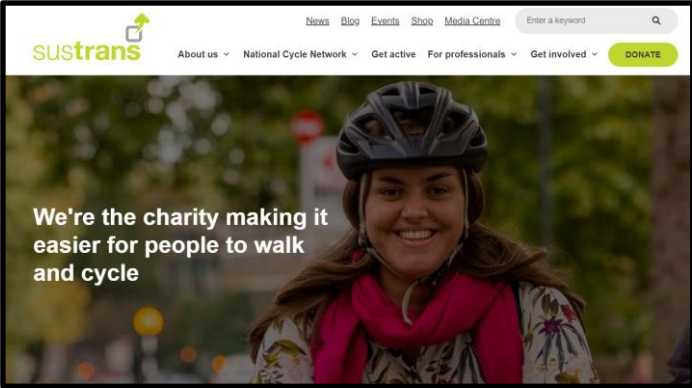 News Blog Events Shop Media Centre Enter a keyword
sustrans
About us National Cycle Network Get active For professionals Get involved DONATE
We're the charity making it
easier for people to walk
and cycle